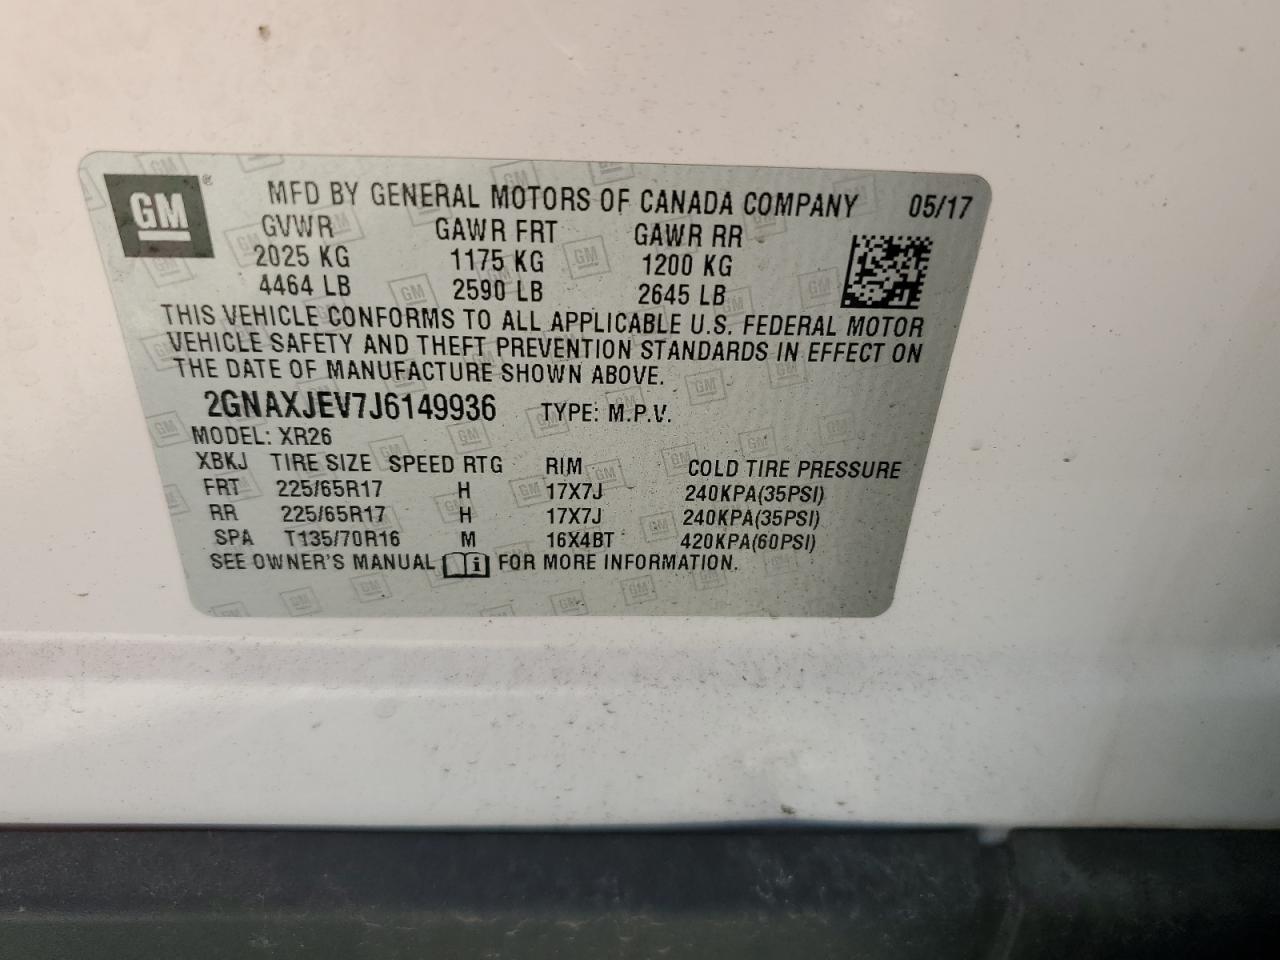 GM®
MFD BY GENERAL MOTORS OF CANADA COMPANY 05/17
GVWR GAWR FRT GAWR RR
2025 KG 1175 KG 1200 KG
4464 LB 2590 LB 2645 LB
THIS VEHICLE CONFORMS TO ALL APPLICABLE U.S. FEDERAL MOTOR
VEHICLE SAFETY AND THEFT PREVENTION STANDARDS IN EFFECT ON
THE DATE OF MANUFACTURE SHOWN ABOVE.
2GNAXJEV7J6149936 TYPE: M.P.V.
MODEL: XR26
XBKJ TIRE SIZE SPEED RTG RIM COLD TIRE PRESSURE
FRT 225/65R17 H 17X7J 240KPA(35PSI)
RR 225/65R17 H 17X7J 240KPA(35PSI)
SPA T135/70R16 M 16X4BT 420KPA(60PSI)
SEE OWNER'S MANUAL i FOR MORE INFORMATION.